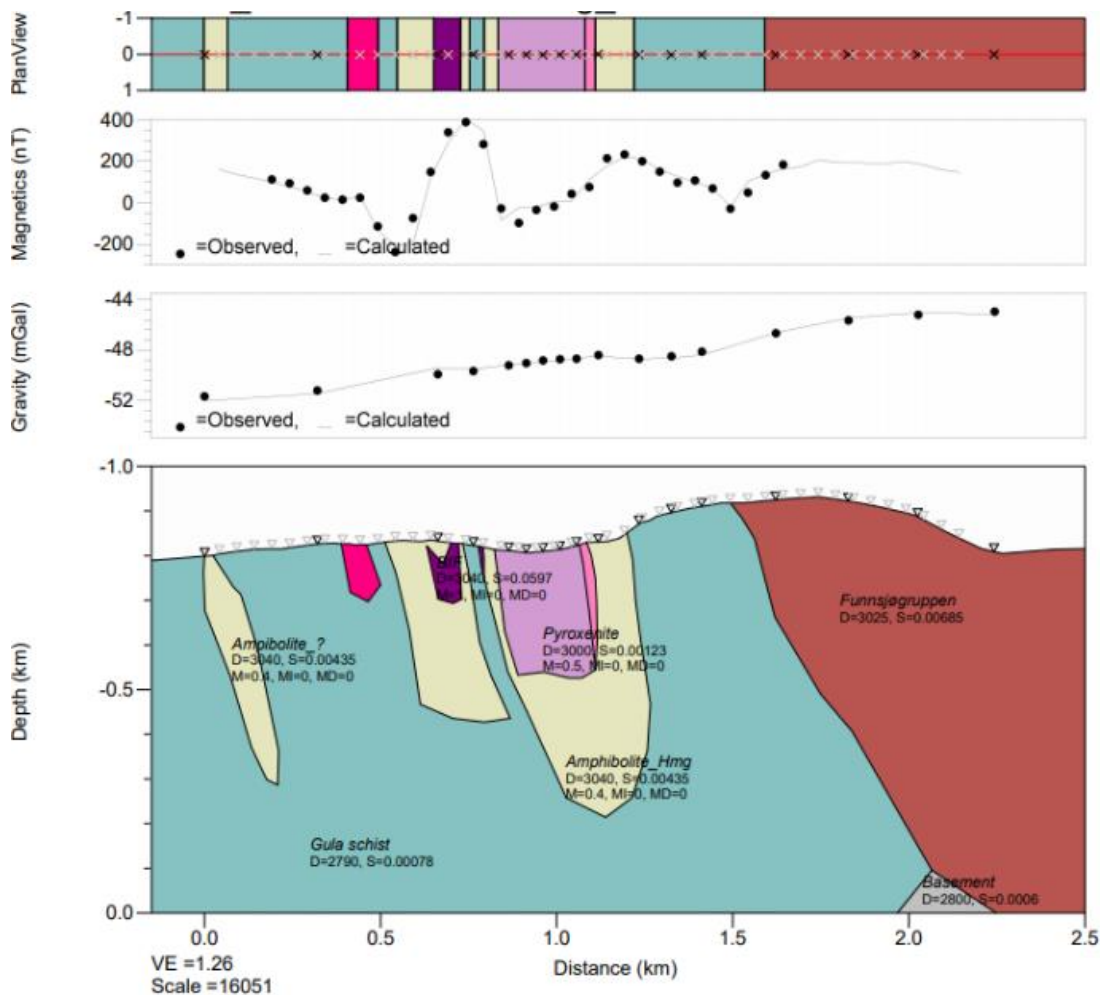 PlanView
-1
0
1
Magnetics (nT)
400
200
0
-200
=Observed, =Calculated
Gravity (mGal)
-44
-48
-52
=Observed, =Calculated
Depth (km)
-1.0
-0.5
0.0
D=3040, S=0.0597
MI=0, MD=0
Ampibolite_?
D=3040, S=0.00435
M=0.4, MI=0, MD=0
Pyroxenite
D=3000, S=0.00123
M=0.5, MI=0, MD=0
Funnsjøgruppen
D=3025, S=0.00685
Amphibolite_Hmg
D=3040, S=0.00435
M=0.4, MI=0, MD=0
Gula schist
D=2790, S=0.00078
Basement
D=2800, S=0.0006
0.0 0.5 1.0 1.5 2.0 2.5
Distance (km)
VE =1.26
Scale =16051